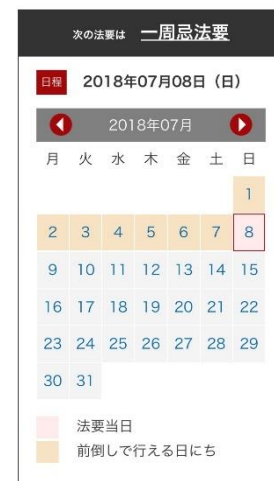 次の法要は 一周忌法要
日程 2018年07月08日（日）
2018年07月
月 火 水 木 金 土 日
1
2 3 4 5 6 7 8
9 10 11 12 13 14 15
16 17 18 19 20 21 22
23 24 25 26 27 28 29
30 31
法要当日
前倒しで行える日にち